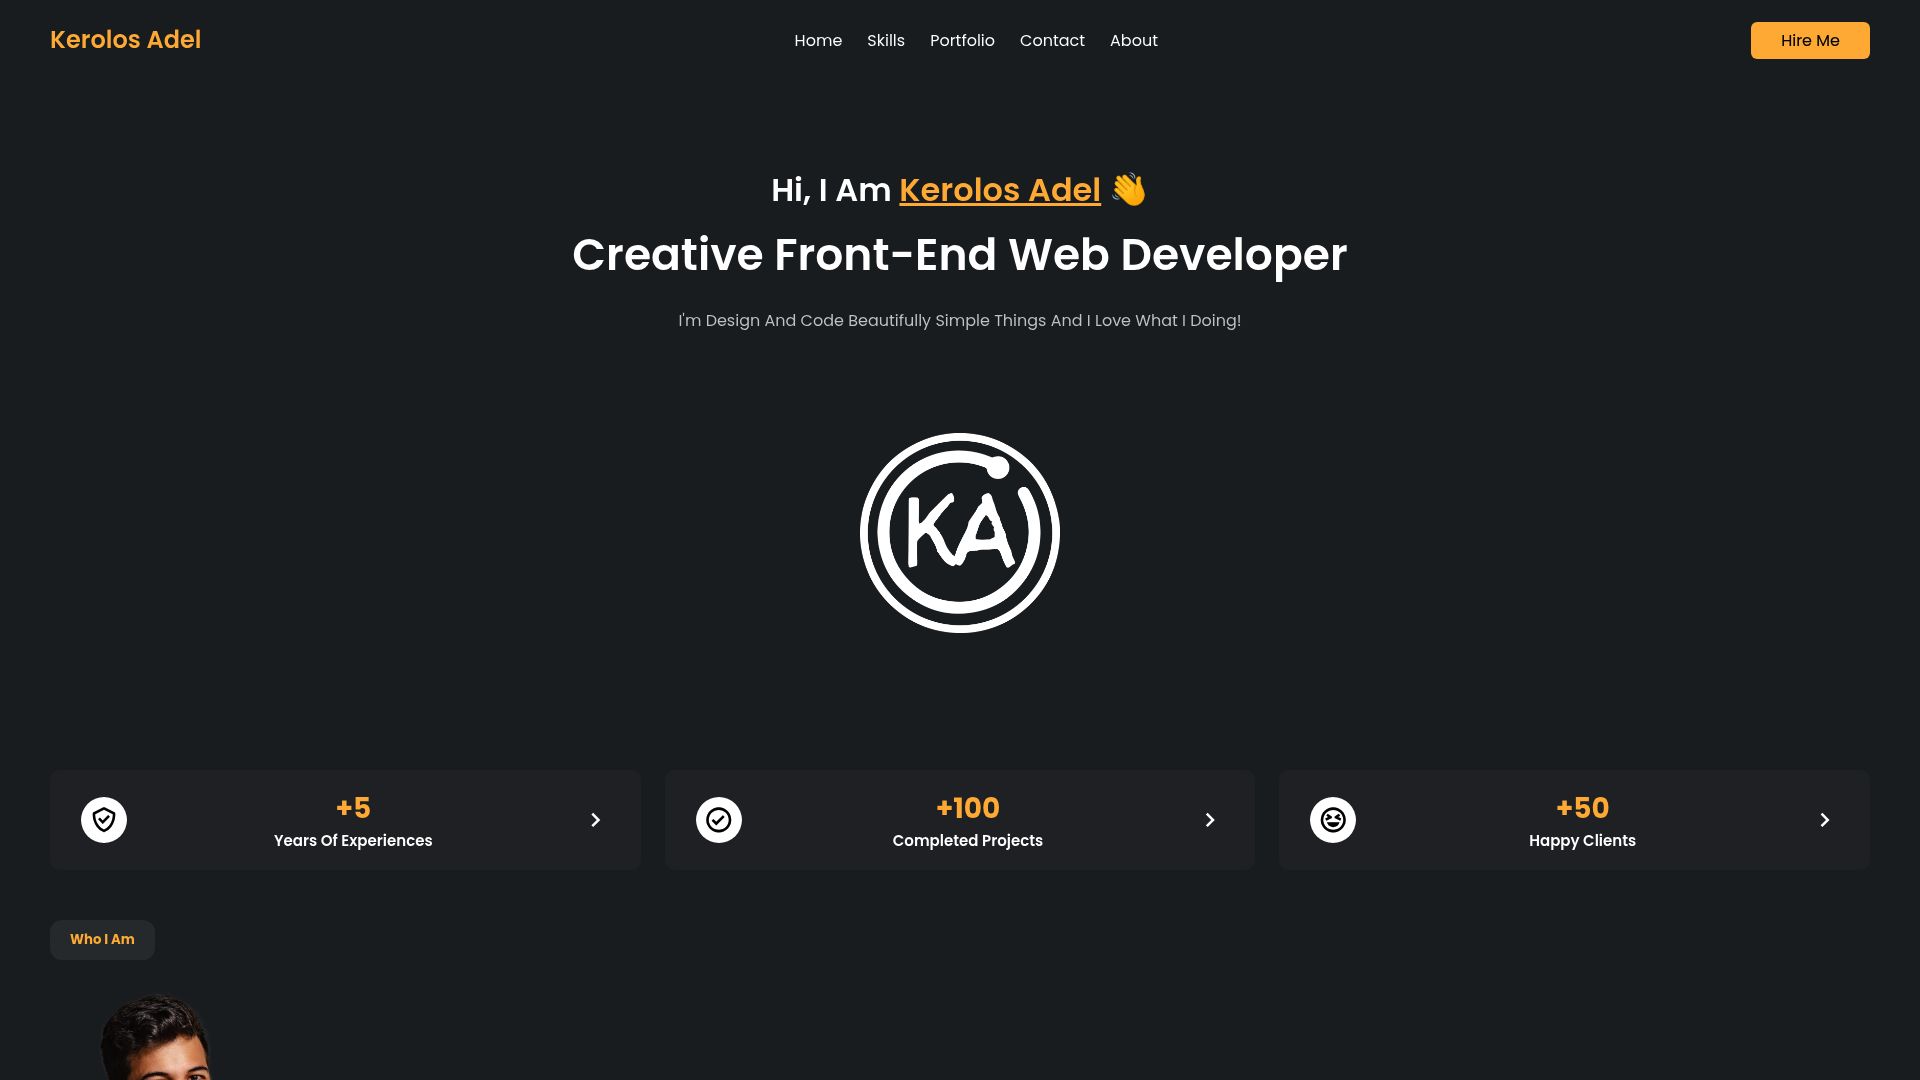 Kerolos Adel
Home Skills Portfolio Contact About
Hire Me
Hi, I Am Kerolos Adel 👋
Creative Front-End Web Developer
I'm Design And Code Beautifully Simple Things And I Love What I Doing!
KA
+5
Years Of Experiences
+100
Completed Projects
+50
Happy Clients
Who I Am